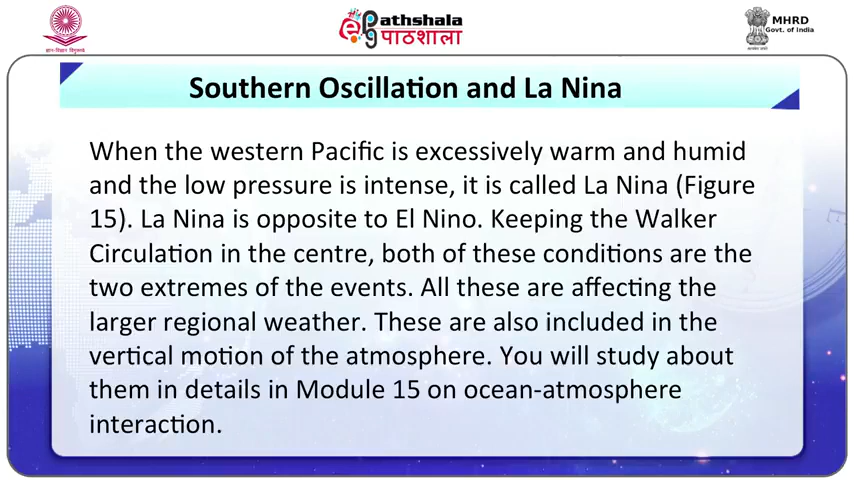 ePathshala
पाठशाला
MHRD
Govt. of India
Southern Oscillation and La Nina
When the western Pacific is excessively warm and humid
and the low pressure is intense, it is called La Nina (Figure
15). La Nina is opposite to El Nino. Keeping the Walker
Circulation in the centre, both of these conditions are the
two extremes of the events. All these are affecting the
larger regional weather. These are also included in the
vertical motion of the atmosphere. You will study about
them in details in Module 15 on ocean-atmosphere
interaction.